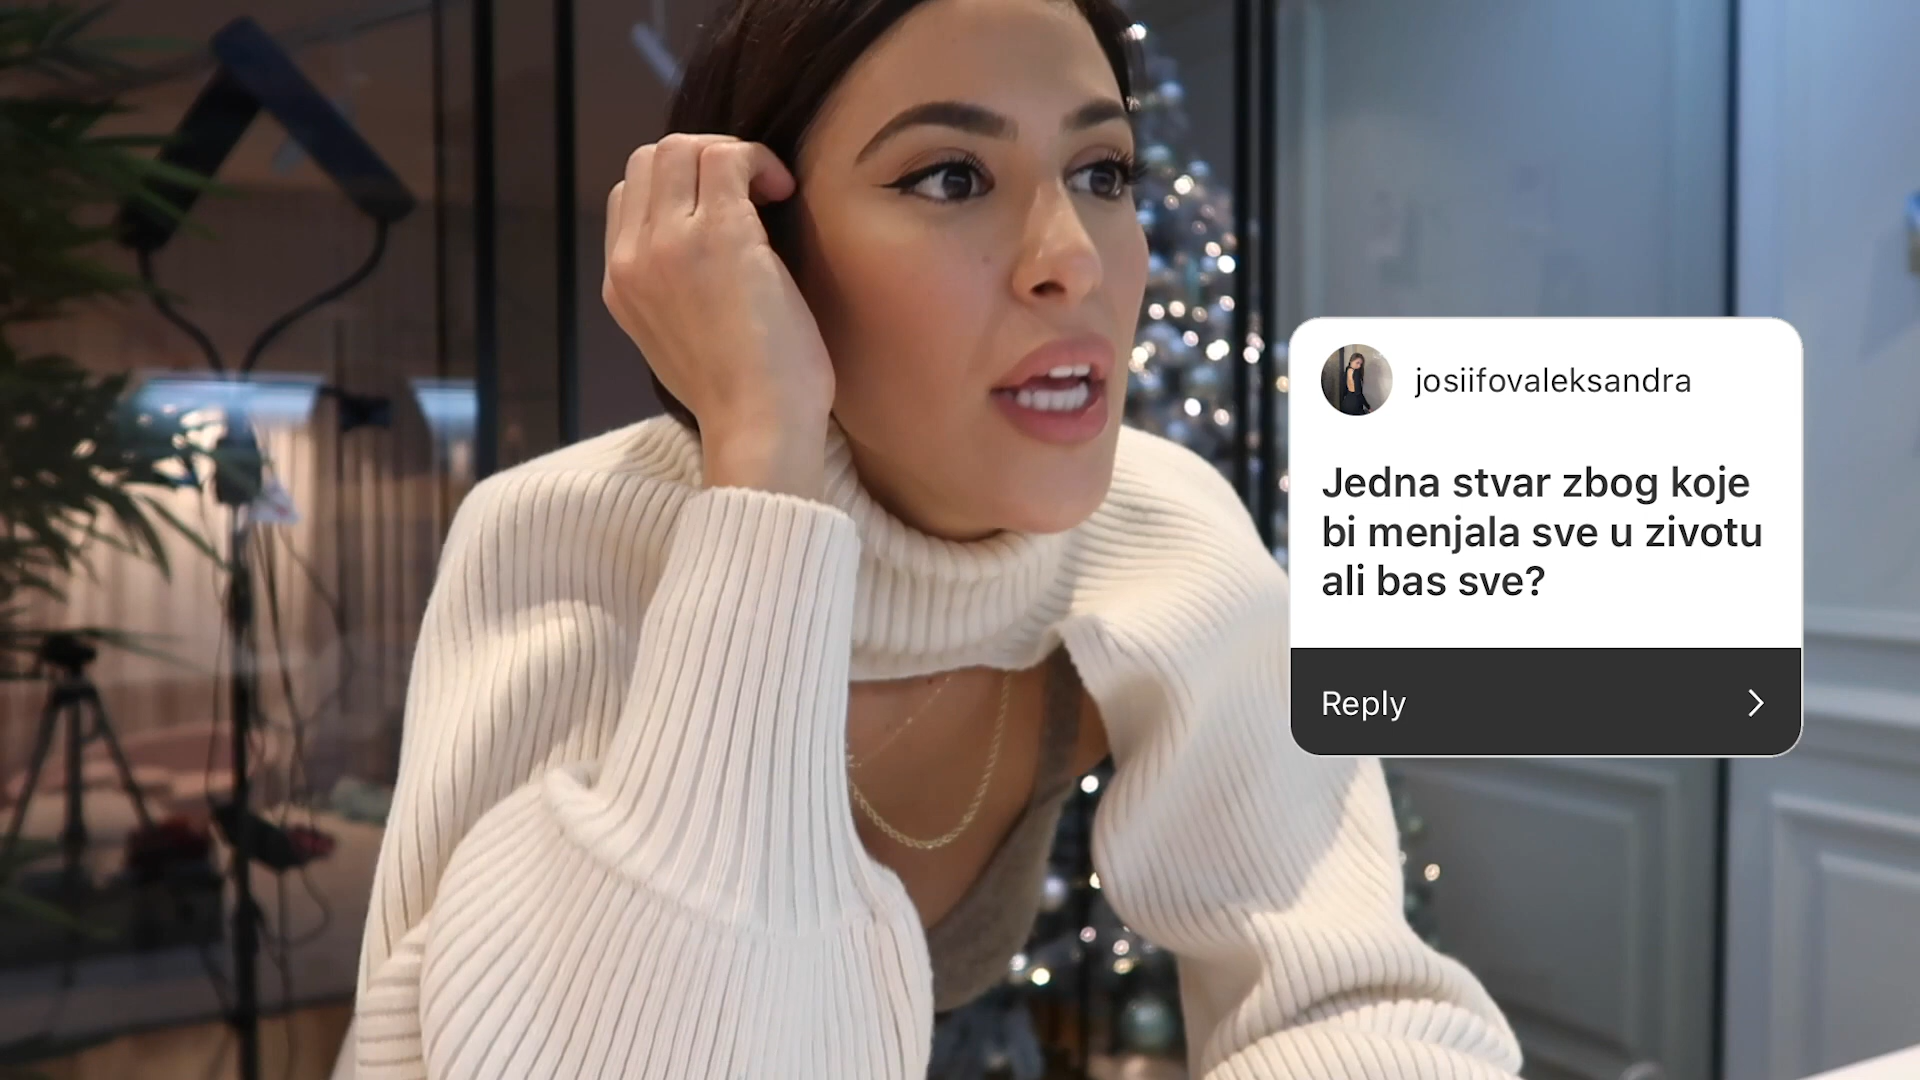 josiifovaleksandra
Jedna stvar zbog koje
bi menjala sve u zivotu
ali bas sve?
Reply